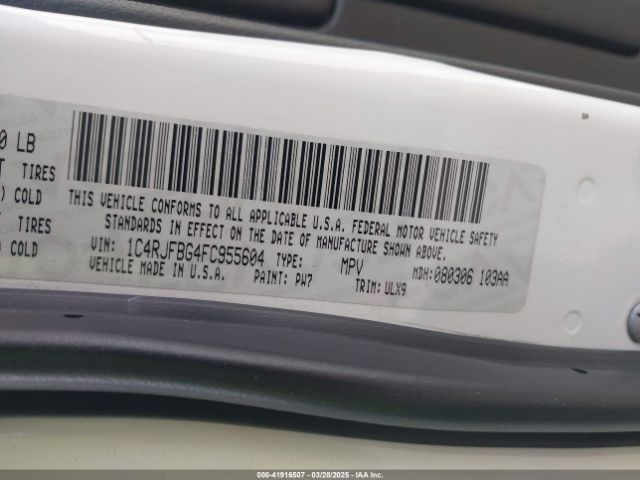 0 LB
T TIRES
) COLD
TIRES
) COLD
THIS VEHICLE CONFORMS TO ALL APPLICABLE U.S.A. FEDERAL MOTOR VEHICLE SAFETY
STANDARDS IN EFFECT ON THE DATE OF MANUFACTURE SHOWN ABOVE.
VIN: 1C4RJFBG4FC955604 TYPE: MPV MDH:080306 103AA
VEHICLE MADE IN U.S.A. PAINT: PW7 TRIM:ULX9
000-41916507 | 03/28/2025 | IAA Inc.